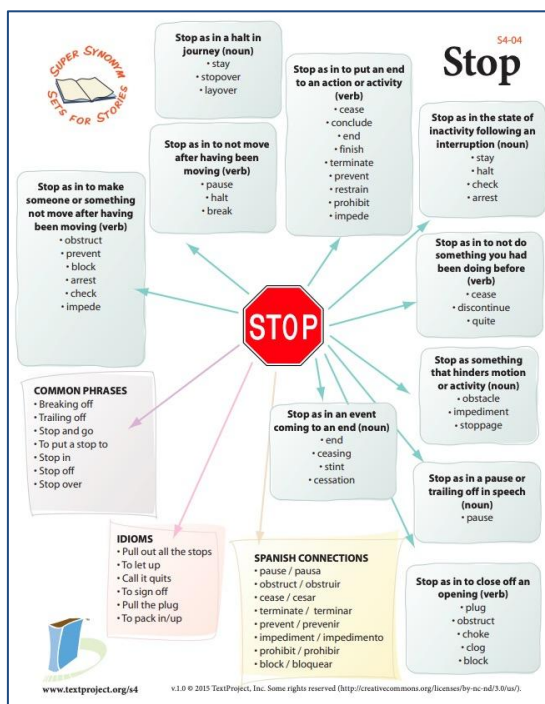 SUPER SYNONYM
SETS FOR STORIES
S4-04
Stop
Stop as in a halt in
journey (noun)
• stay
• stopover
• layover
Stop as in to put an end
to an action or activity
(verb)
• cease
• conclude
• end
• finish
• terminate
• prevent
• restrain
• prohibit
• impede
Stop as in the state of
inactivity following an
interruption (noun)
• stay
• halt
• check
• arrest
Stop as in to not move
after having been
moving (verb)
• pause
• halt
• break
Stop as in to make
someone or something
not move after having
been moving (verb)
• obstruct
• prevent
• block
• arrest
• check
• impede
Stop as in to not do
something you had
been doing before
(verb)
• cease
• discontinue
• quite
STOP
Stop as something
that hinders motion
or activity (noun)
• obstacle
• impediment
• stoppage
COMMON PHRASES
• Breaking off
• Trailing off
• Stop and go
• To put a stop to
• Stop in
• Stop off
• Stop over
Stop as in an event
coming to an end (noun)
• end
• ceasing
• stint
• cessation
Stop as in a pause or
trailing off in speech
(noun)
• pause
IDIOMS
• Pull out all the stops
• To let up
• Call it quits
• To sign off
• Pull the plug
• To pack in/up
SPANISH CONNECTIONS
• pause / pausa
• obstruct / obstruir
• cease / cesar
• terminate / terminar
• prevent / prevenir
• impediment / impedimento
• prohibit / prohibir
• block / bloquear
Stop as in to close off an
opening (verb)
• plug
• obstruct
• choke
• clog
• block
www.textproject.org/s4
v.1.0 © 2015 TextProject, Inc. Some rights reserved (http://creativecommons.org/licenses/by-nc-nd/3.0/us/).